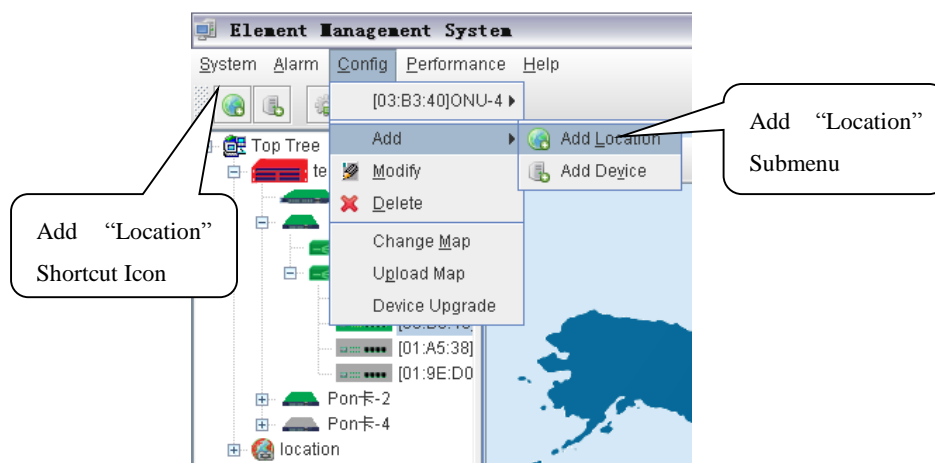 Element Management System
System Alarm Config Performance Help
[03:B3:40]ONU-4
Add
Add Location
Add Device
Modify
Delete
Change Map
Upload Map
Device Upgrade
Top Tree
te
[01:A5:38]
[01:9E:D0
Pon卡-2
Pon卡-4
location
Add “Location”
Shortcut Icon
Add “Location”
Submenu